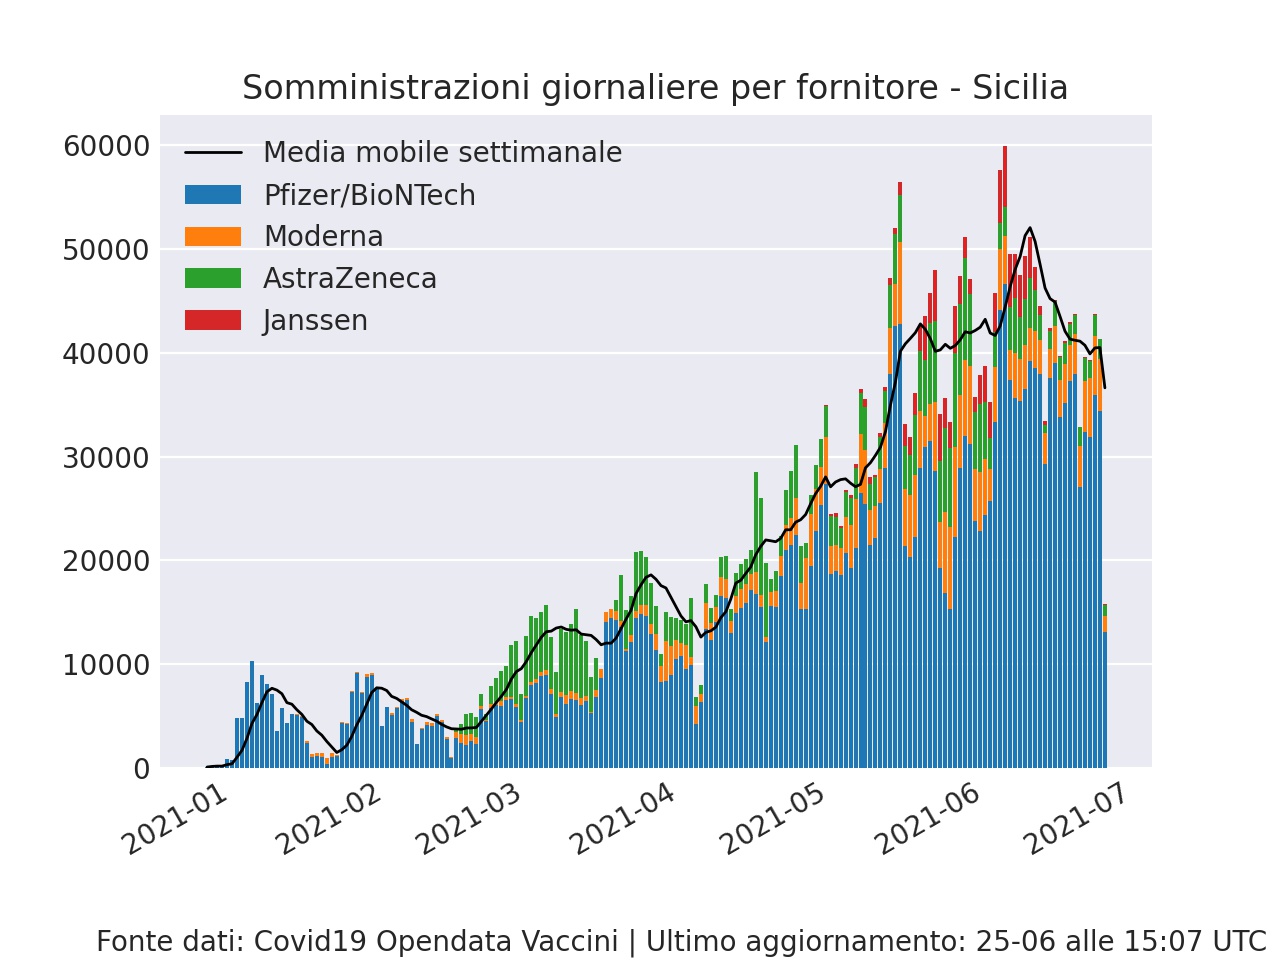 Somministrazioni giornaliere per fornitore - Sicilia
60000
50000
40000
30000
20000
10000
0
Media mobile settimanale
Pfizer/BioNTech
Moderna
AstraZeneca
Janssen
2021-01
2021-02
2021-03
2021-04
2021-05
2021-06
2021-07
Fonte dati: Covid19 Opendata Vaccini | Ultimo aggiornamento: 25-06 alle 15:07 UTC